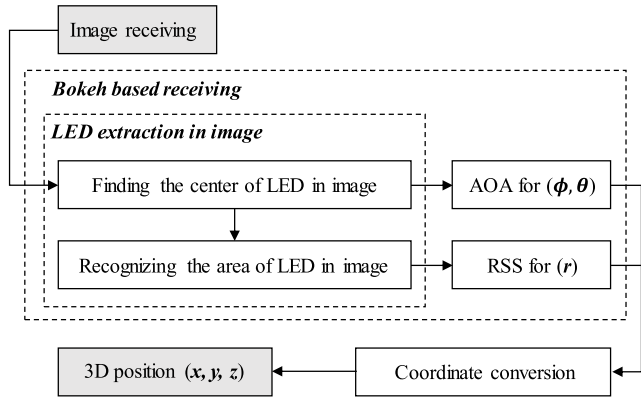 Image receiving
Bokeh based receiving
LED extraction in image
Finding the center of LED in image
AOA for (ϕ, θ)
Recognizing the area of LED in image
RSS for (r)
3D position (x, y, z)
Coordinate conversion